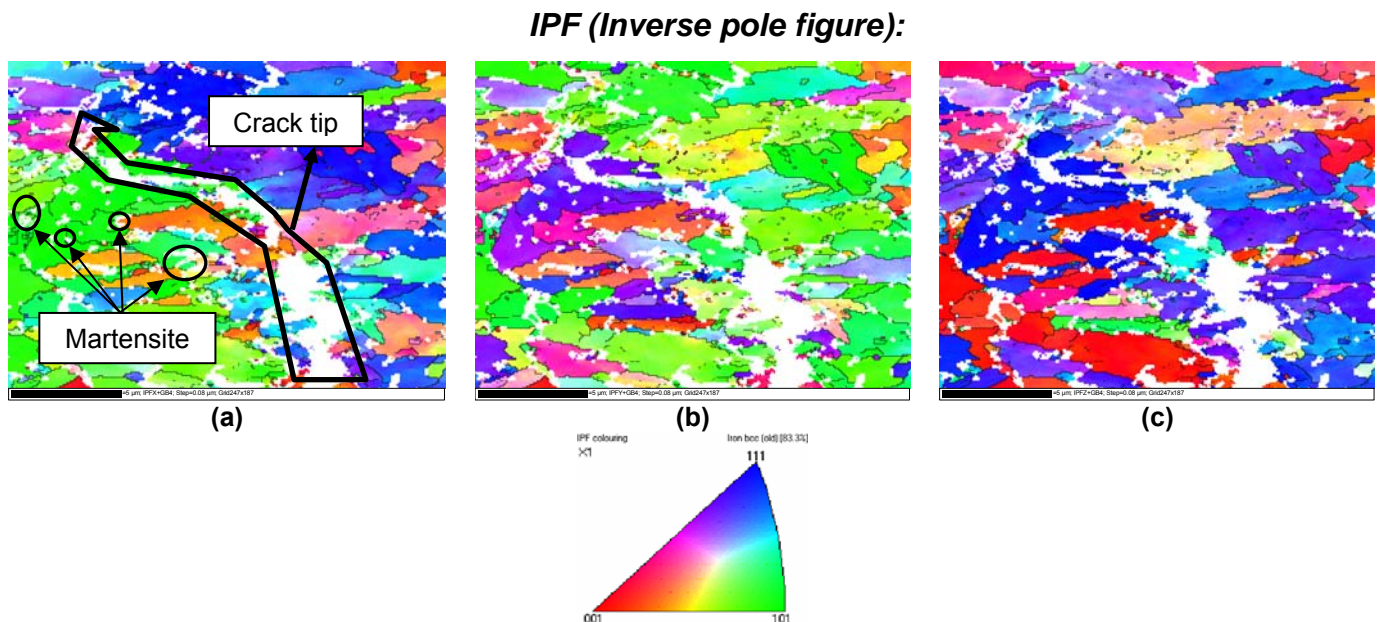 IPF (Inverse pole figure):
Crack tip
Martensite
=5 µm; IPFX+GB4; Step=0.08 µm; Grid247x187
=5 µm; IPFY+GB4; Step=0.08 µm; Grid247x187
=5 µm; IPFZ+GB4; Step=0.08 µm; Grid247x187
(a)
(b)
(c)
IPF colouring
Iron bcc (old) [83.3%]
111
001
101